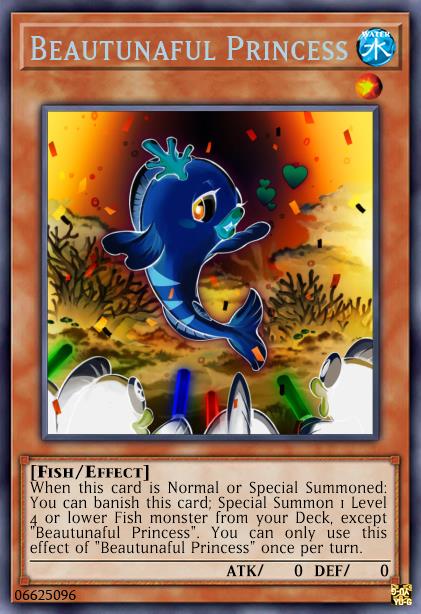 BEAUTUNAFUL PRINCESS
WATER
水
[FISH/EFFECT]
When this card is Normal or Special Summoned:
You can banish this card; Special Summon 1 Level
4 or lower Fish monster from your Deck, except
"Beautunaful Princess". You can only use this
effect of "Beautunaful Princess" once per turn.
ATK/ 0 DEF/ 0
06625096